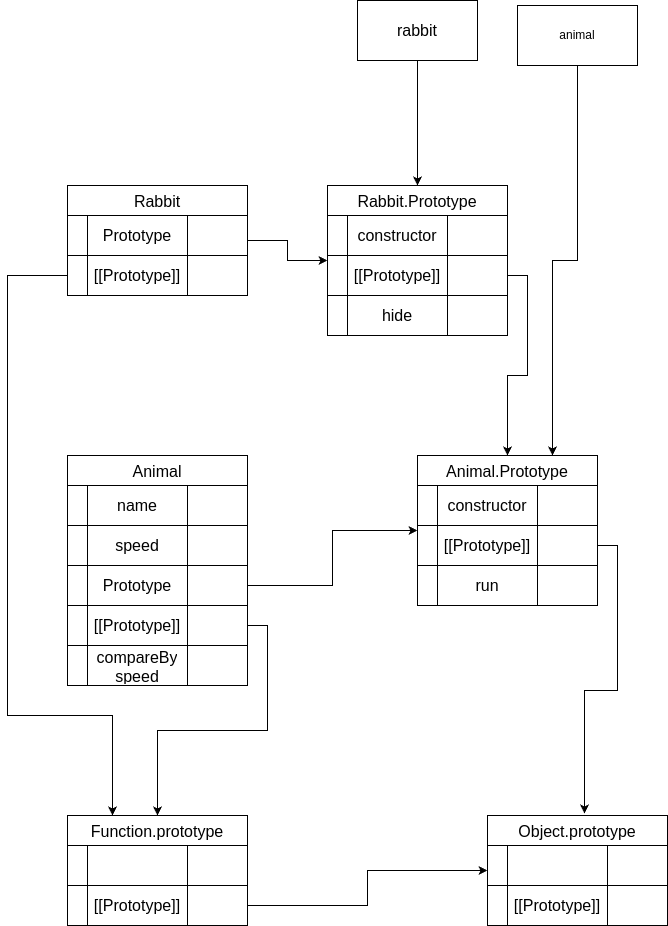 rabbit
animal
Rabbit
Prototype
[[Prototype]]
Rabbit.Prototype
constructor
[[Prototype]]
hide
Animal
name
speed
Prototype
[[Prototype]]
compareBy
speed
Animal.Prototype
constructor
[[Prototype]]
run
Function.prototype
[[Prototype]]
Object.prototype
[[Prototype]]